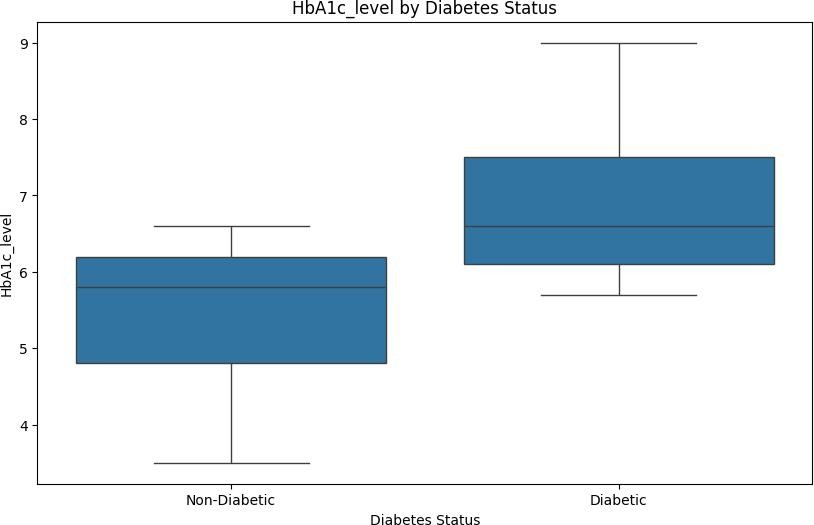 HbA1c_level by Diabetes Status
HbA1c_level
9
8
7
6
5
4
Non-Diabetic
Diabetic
Diabetes Status